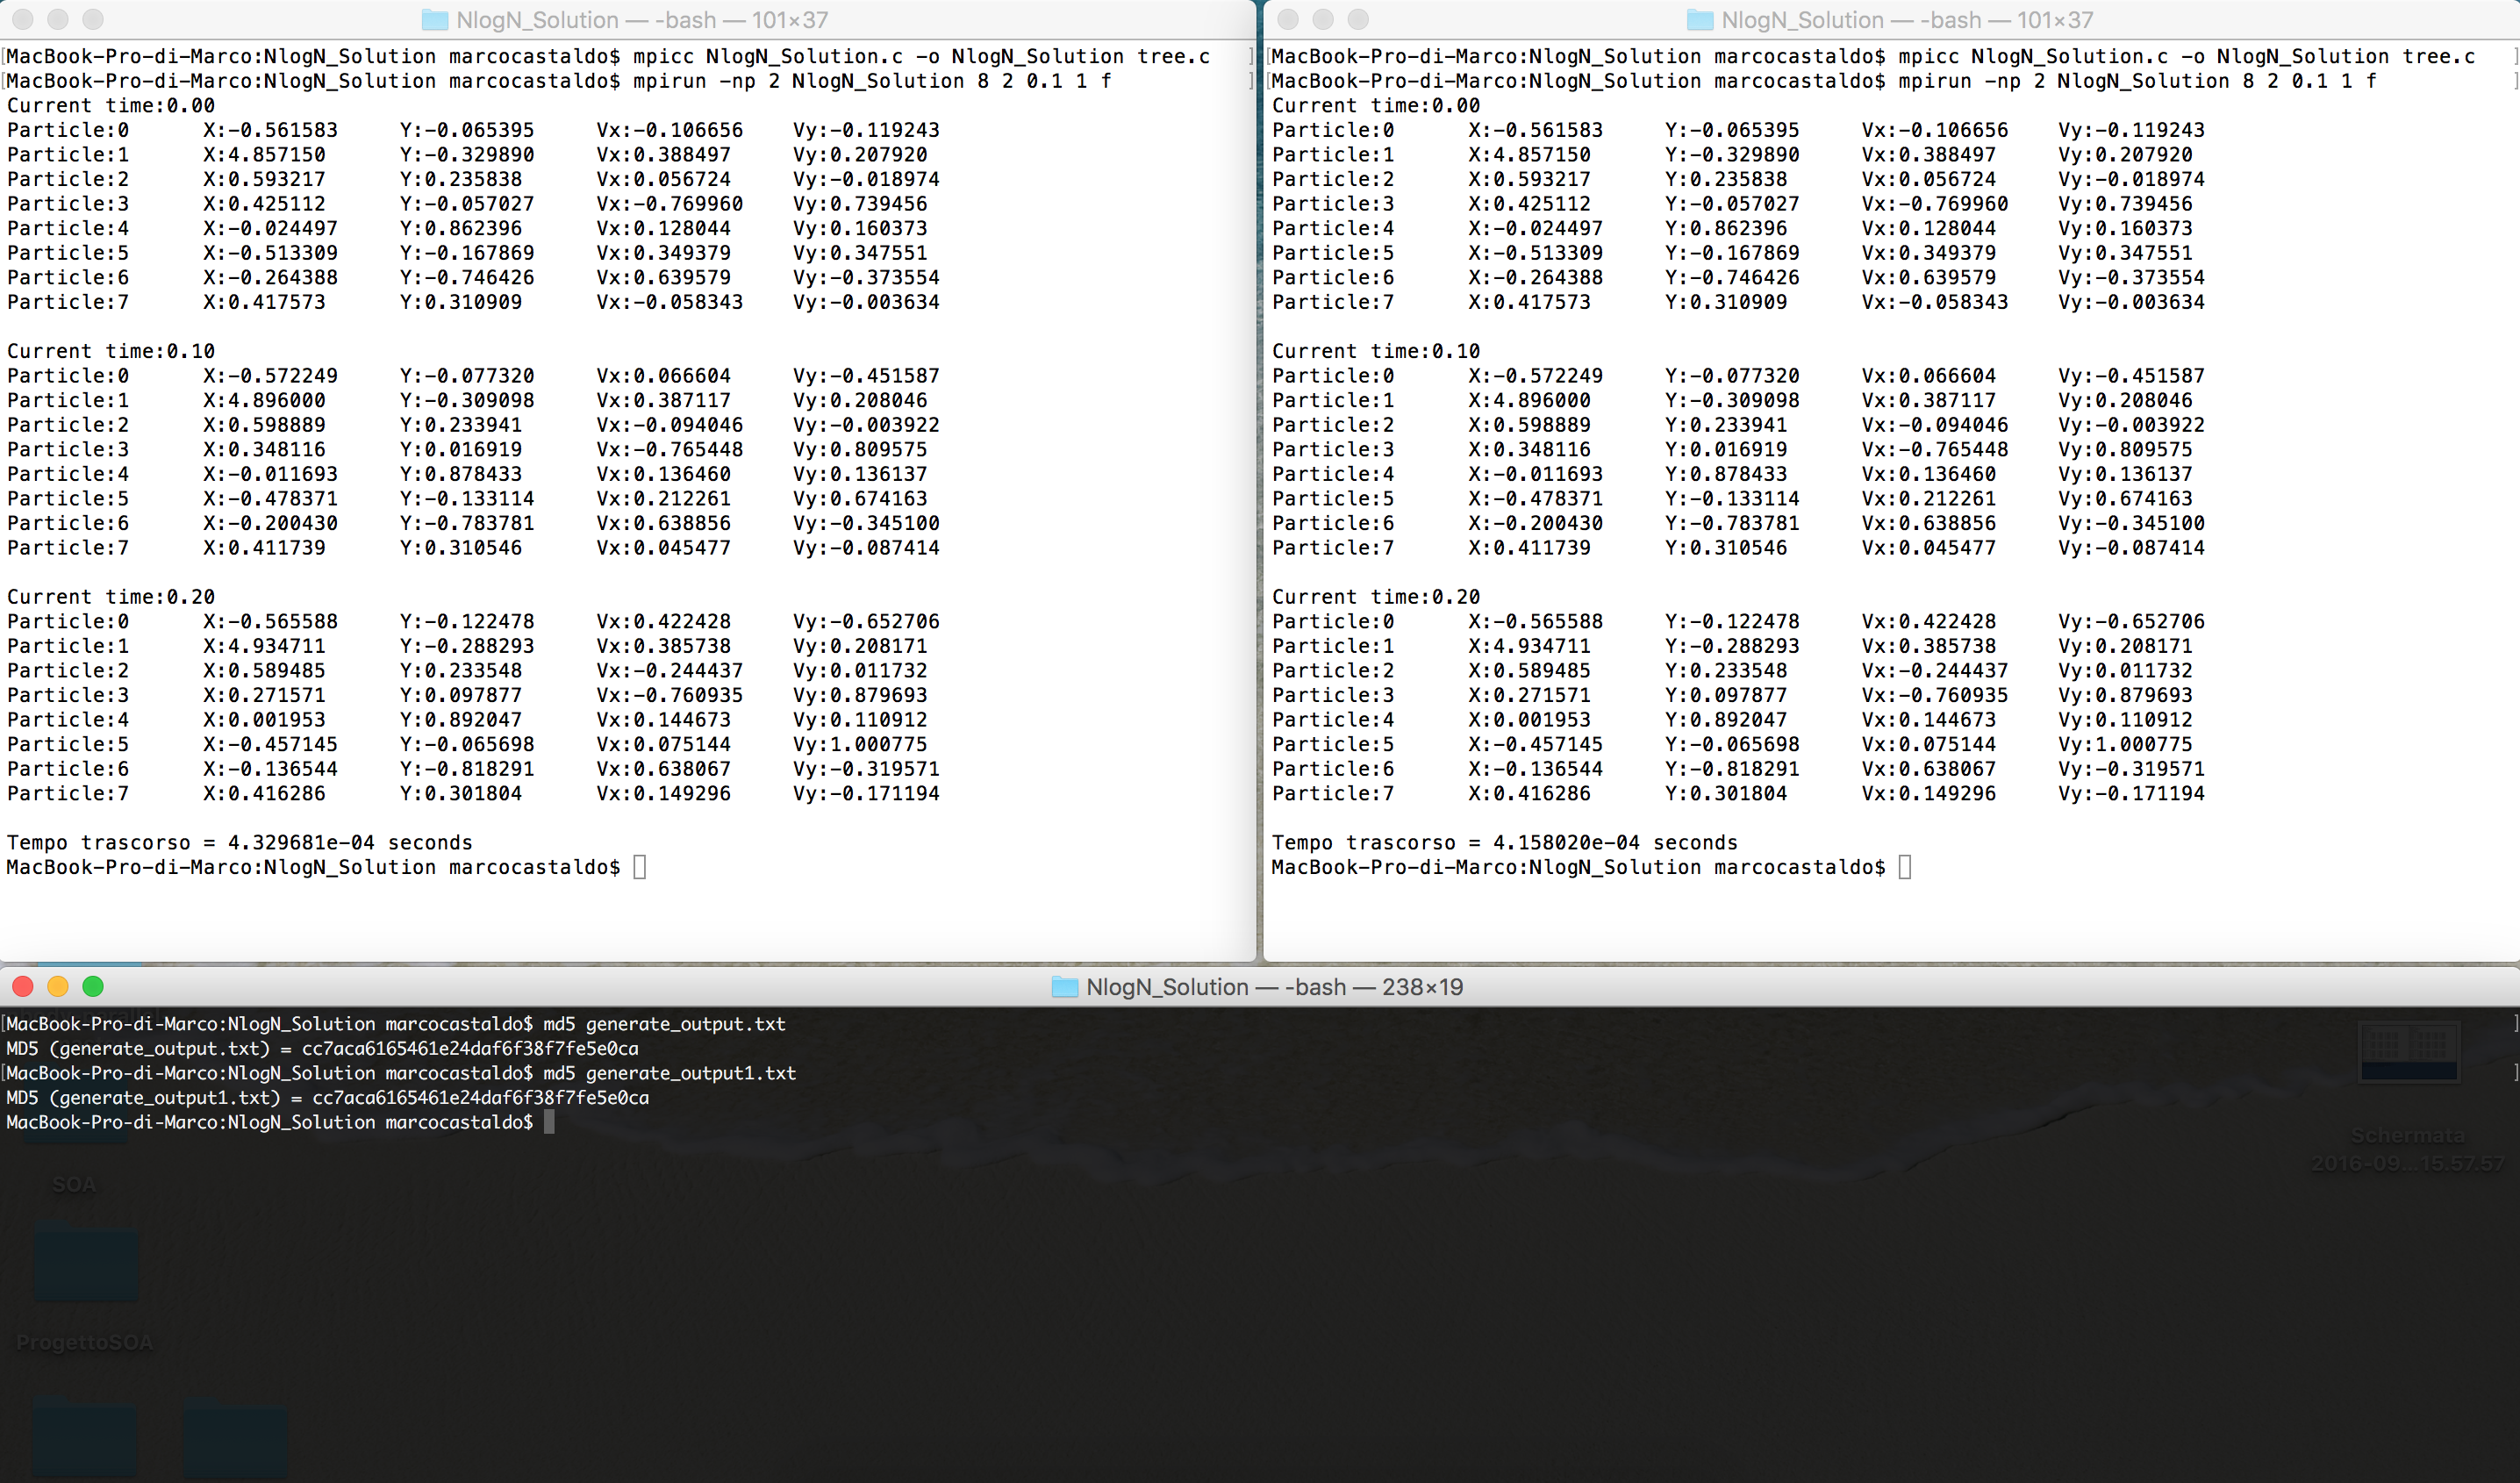 NlogN_Solution — -bash — 101×37
[MacBook-Pro-di-Marco:NlogN_Solution marcocastaldo$ mpicc NlogN_Solution.c -o NlogN_Solution tree.c ]
[MacBook-Pro-di-Marco:NlogN_Solution marcocastaldo$ mpirun -np 2 NlogN_Solution 8 2 0.1 1 f ]
Current time:0.00
Particle:0 X:-0.561583 Y:-0.065395 Vx:-0.106656 Vy:-0.119243
Particle:1 X:4.857150 Y:-0.329890 Vx:0.388497 Vy:0.207920
Particle:2 X:0.593217 Y:0.235838 Vx:0.056724 Vy:-0.018974
Particle:3 X:0.425112 Y:-0.057027 Vx:-0.769960 Vy:0.739456
Particle:4 X:-0.024497 Y:0.862396 Vx:0.128044 Vy:0.160373
Particle:5 X:-0.513309 Y:-0.167869 Vx:0.349379 Vy:0.347551
Particle:6 X:-0.264388 Y:-0.746426 Vx:0.639579 Vy:-0.373554
Particle:7 X:0.417573 Y:0.310909 Vx:-0.058343 Vy:-0.003634
Current time:0.10
Particle:0 X:-0.572249 Y:-0.077320 Vx:0.066604 Vy:-0.451587
Particle:1 X:4.896000 Y:-0.309098 Vx:0.387117 Vy:0.208046
Particle:2 X:0.598889 Y:0.233941 Vx:-0.094046 Vy:-0.003922
Particle:3 X:0.348116 Y:0.016919 Vx:-0.765448 Vy:0.809575
Particle:4 X:-0.011693 Y:0.878433 Vx:0.136460 Vy:0.136137
Particle:5 X:-0.478371 Y:-0.133114 Vx:0.212261 Vy:0.674163
Particle:6 X:-0.200430 Y:-0.783781 Vx:0.638856 Vy:-0.345100
Particle:7 X:0.411739 Y:0.310546 Vx:0.045477 Vy:-0.087414
Current time:0.20
Particle:0 X:-0.565588 Y:-0.122478 Vx:0.422428 Vy:-0.652706
Particle:1 X:4.934711 Y:-0.288293 Vx:0.385738 Vy:0.208171
Particle:2 X:0.589485 Y:0.233548 Vx:-0.244437 Vy:0.011732
Particle:3 X:0.271571 Y:0.097877 Vx:-0.760935 Vy:0.879693
Particle:4 X:0.001953 Y:0.892047 Vx:0.144673 Vy:0.110912
Particle:5 X:-0.457145 Y:-0.065698 Vx:0.075144 Vy:1.000775
Particle:6 X:-0.136544 Y:-0.818291 Vx:0.638067 Vy:-0.319571
Particle:7 X:0.416286 Y:0.301804 Vx:0.149296 Vy:-0.171194
Tempo trascorso = 4.329681e-04 seconds
MacBook-Pro-di-Marco:NlogN_Solution marcocastaldo$
NlogN_Solution — -bash — 101×37
[MacBook-Pro-di-Marco:NlogN_Solution marcocastaldo$ mpicc NlogN_Solution.c -o NlogN_Solution tree.c ]
[MacBook-Pro-di-Marco:NlogN_Solution marcocastaldo$ mpirun -np 2 NlogN_Solution 8 2 0.1 1 f ]
Current time:0.00
Particle:0 X:-0.561583 Y:-0.065395 Vx:-0.106656 Vy:-0.119243
Particle:1 X:4.857150 Y:-0.329890 Vx:0.388497 Vy:0.207920
Particle:2 X:0.593217 Y:0.235838 Vx:0.056724 Vy:-0.018974
Particle:3 X:0.425112 Y:-0.057027 Vx:-0.769960 Vy:0.739456
Particle:4 X:-0.024497 Y:0.862396 Vx:0.128044 Vy:0.160373
Particle:5 X:-0.513309 Y:-0.167869 Vx:0.349379 Vy:0.347551
Particle:6 X:-0.264388 Y:-0.746426 Vx:0.639579 Vy:-0.373554
Particle:7 X:0.417573 Y:0.310909 Vx:-0.058343 Vy:-0.003634
Current time:0.10
Particle:0 X:-0.572249 Y:-0.077320 Vx:0.066604 Vy:-0.451587
Particle:1 X:4.896000 Y:-0.309098 Vx:0.387117 Vy:0.208046
Particle:2 X:0.598889 Y:0.233941 Vx:-0.094046 Vy:-0.003922
Particle:3 X:0.348116 Y:0.016919 Vx:-0.765448 Vy:0.809575
Particle:4 X:-0.011693 Y:0.878433 Vx:0.136460 Vy:0.136137
Particle:5 X:-0.478371 Y:-0.133114 Vx:0.212261 Vy:0.674163
Particle:6 X:-0.200430 Y:-0.783781 Vx:0.638856 Vy:-0.345100
Particle:7 X:0.411739 Y:0.310546 Vx:0.045477 Vy:-0.087414
Current time:0.20
Particle:0 X:-0.565588 Y:-0.122478 Vx:0.422428 Vy:-0.652706
Particle:1 X:4.934711 Y:-0.288293 Vx:0.385738 Vy:0.208171
Particle:2 X:0.589485 Y:0.233548 Vx:-0.244437 Vy:0.011732
Particle:3 X:0.271571 Y:0.097877 Vx:-0.760935 Vy:0.879693
Particle:4 X:0.001953 Y:0.892047 Vx:0.144673 Vy:0.110912
Particle:5 X:-0.457145 Y:-0.065698 Vx:0.075144 Vy:1.000775
Particle:6 X:-0.136544 Y:-0.818291 Vx:0.638067 Vy:-0.319571
Particle:7 X:0.416286 Y:0.301804 Vx:0.149296 Vy:-0.171194
Tempo trascorso = 4.158020e-04 seconds
MacBook-Pro-di-Marco:NlogN_Solution marcocastaldo$
NlogN_Solution — -bash — 238×19
[MacBook-Pro-di-Marco:NlogN_Solution marcocastaldo$ md5 generate_output.txt ]
MD5 (generate_output.txt) = cc7aca6165461e24daf6f38f7fe5e0ca
[MacBook-Pro-di-Marco:NlogN_Solution marcocastaldo$ md5 generate_output1.txt ]
MD5 (generate_output1.txt) = cc7aca6165461e24daf6f38f7fe5e0ca
MacBook-Pro-di-Marco:NlogN_Solution marcocastaldo$
Schermata
2016-09...15.57.57
SOA
ProgettoSOA